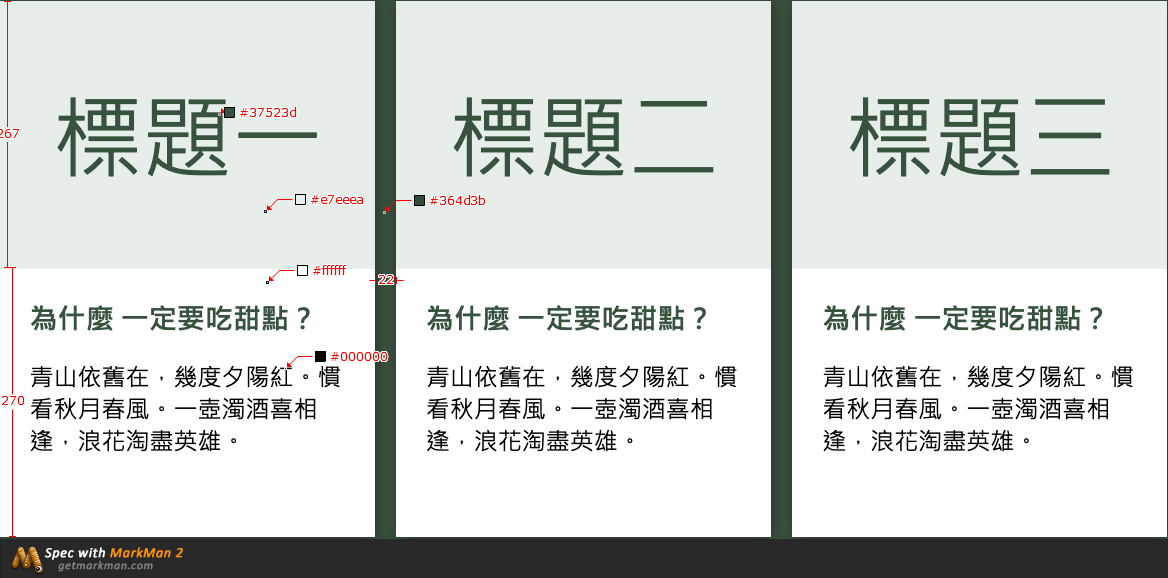 標題一
#37523d
267
#e7eeea
#ffffff
為什麼 一定要吃甜點？
#000000
青山依舊在，幾度夕陽紅。慣
看秋月春風。一壺濁酒喜相
逢，浪花淘盡英雄。
270
標題二
#364d3b
22
為什麼 一定要吃甜點？
青山依舊在，幾度夕陽紅。慣
看秋月春風。一壺濁酒喜相
逢，浪花淘盡英雄。
標題三
為什麼 一定要吃甜點？
青山依舊在，幾度夕陽紅。慣
看秋月春風。一壺濁酒喜相
逢，浪花淘盡英雄。
Spec with MarkMan 2
getmarkman.com